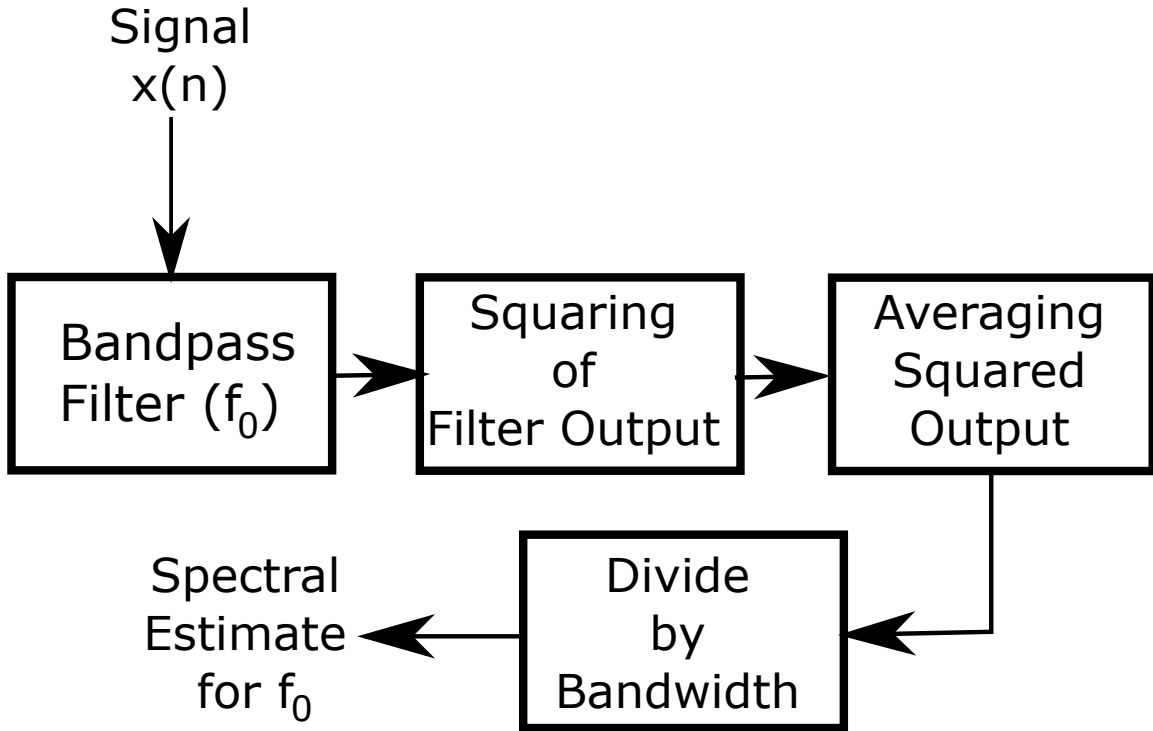 Signal
x(n)
Bandpass
Filter (f₀)
Squaring
of
Filter Output
Averaging
Squared
Output
Divide
by
Bandwidth
Spectral
Estimate
for f₀